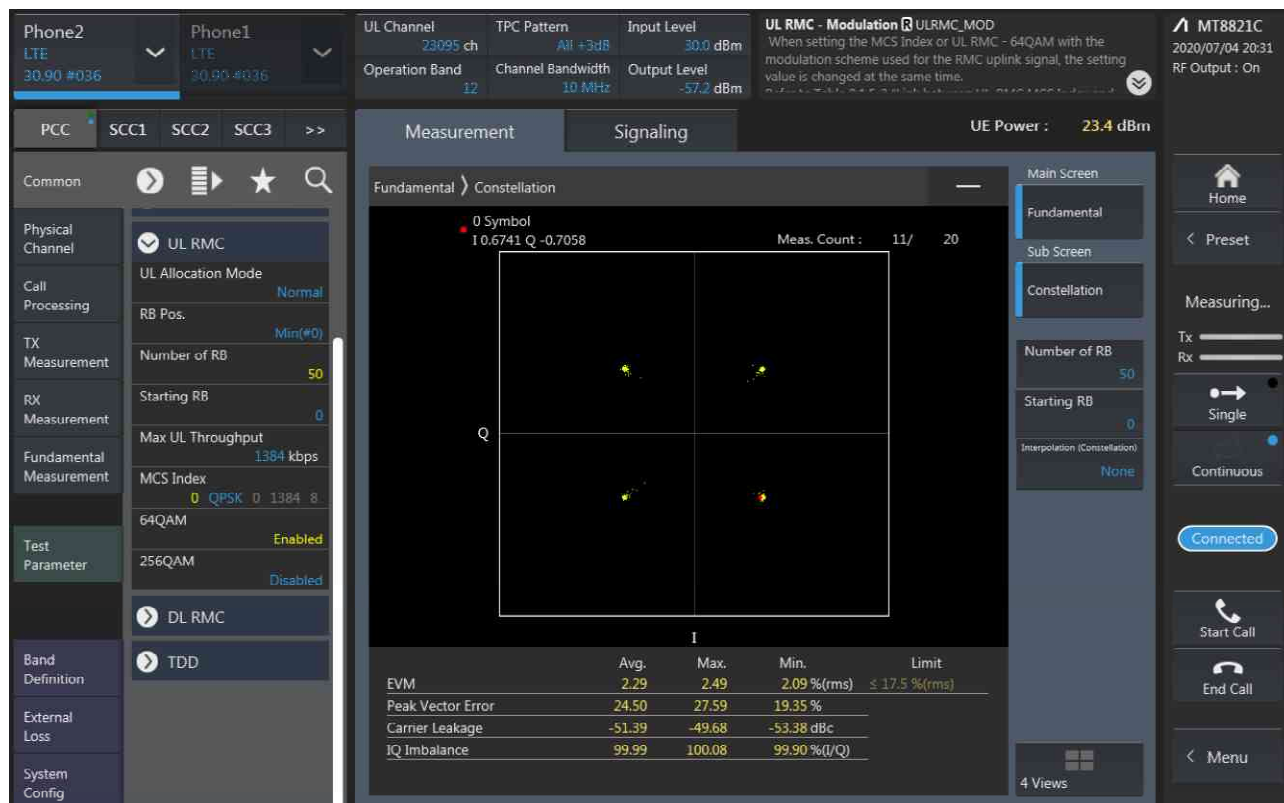 Phone2
LTE
30.90 #036
Phone1
LTE
30.90 #036
UL Channel
23095 ch
TPC Pattern
All +3dB
Input Level
30.0 dBm
Operation Band
12
Channel Bandwidth
10 MHz
Output Level
-57.2 dBm
UL RMC - Modulation R ULRMC_MOD
When setting the MCS Index or UL RMC - 64QAM with the
modulation scheme used for the RMC uplink signal, the setting
value is changed at the same time.
MT8821C
2020/07/04 20:31
RF Output : On
PCC
SCC1
SCC2
SCC3
>>
Measurement
Signaling
UE Power : 23.4 dBm
Common
Physical
Channel
Call
Processing
TX
Measurement
RX
Measurement
Fundamental
Measurement
Test
Parameter
Band
Definition
External
Loss
System
Config
UL RMC
UL Allocation Mode
Normal
RB Pos.
Min(#0)
Number of RB
50
Starting RB
0
Max UL Throughput
1384 kbps
MCS Index
0 QPSK 0 1384 8
64QAM
Enabled
256QAM
Disabled
DL RMC
TDD
Fundamental > Constellation
0 Symbol
I 0.6741 Q -0.7058
Meas. Count : 11/ 20
Q
I
Avg. Max. Min. Limit
EVM 2.29 2.49 2.09 %(rms) ≤ 17.5 %(rms)
Peak Vector Error 24.50 27.59 19.35 %
Carrier Leakage -51.39 -49.68 -53.38 dBc
IQ Imbalance 99.99 100.08 99.90 %(I/Q)
Main Screen
Fundamental
Sub Screen
Constellation
Number of RB
50
Starting RB
0
Interpolation (Constellation)
None
4 Views
Home
< Preset
Measuring...
Tx
Rx
Single
Continuous
Connected
Start Call
End Call
< Menu